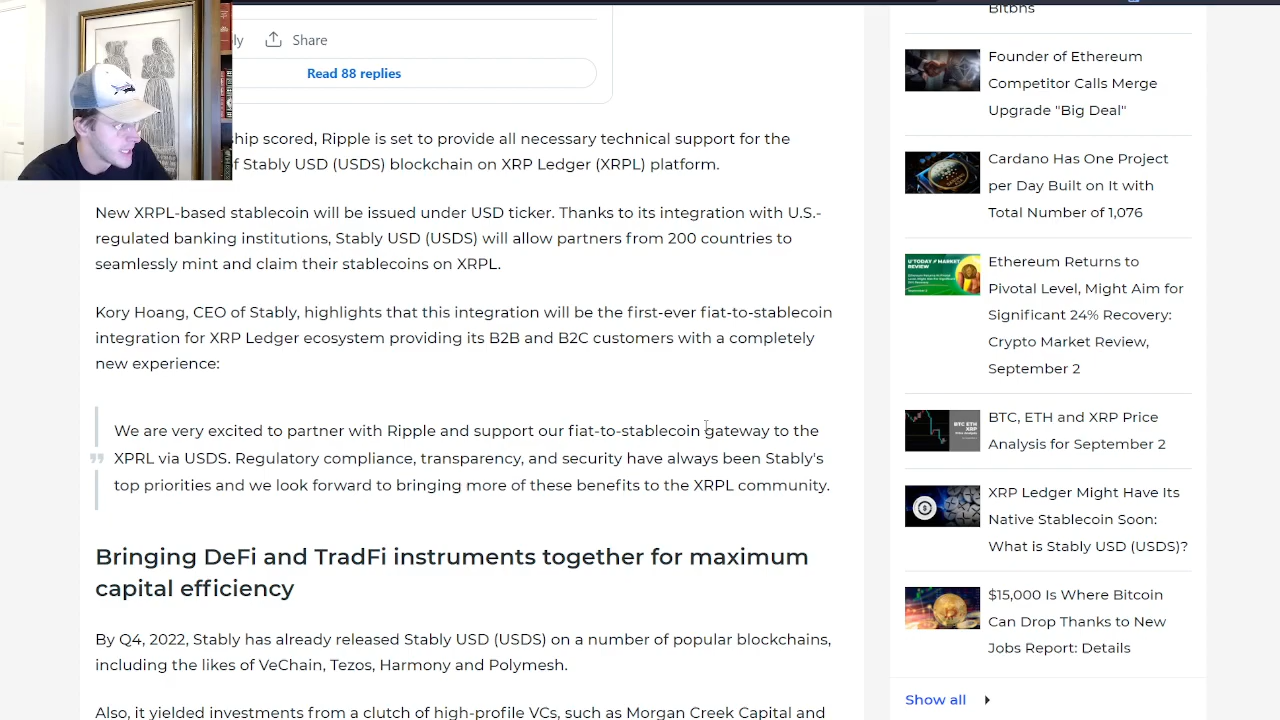 Share
Read 88 replies
scored, Ripple is set to provide all necessary technical support for the
of Stably USD (USDS) blockchain on XRP Ledger (XRPL) platform.
New XRPL-based stablecoin will be issued under USD ticker. Thanks to its integration with U.S.-
regulated banking institutions, Stably USD (USDS) will allow partners from 200 countries to
seamlessly mint and claim their stablecoins on XRPL.
Kory Hoang, CEO of Stably, highlights that this integration will be the first-ever fiat-to-stablecoin
integration for XRP Ledger ecosystem providing its B2B and B2C customers with a completely
new experience:
We are very excired to partner with Ripple and support our fiat-to-stablecoin gateway to the
XPRL via USDS. Regulatory compliance, transparency, and security have always been Stably's
top priorities and we look forward to bringing more of these benefits to the XRPL community.
Bringing DeFi and TradFi instruments together for maximum
capital efficiency
By Q4, 2022, Stably has already released Stably USD (USDS) on a number of popular blockchains,
including the likes of VeChain, Tezos, Harmony and Polymesh.
Also, it yielded investments from a clutch of high-profile VCs, such as Morgan Creek Capital and
Bitbns
Founder of Ethereum
Competitor Calls Merge
Upgrade "Big Deal"
Cardano Has One Project
per Day Built on It with
Total Number of 1,076
U'TODAY MARKET
REVIEW
Ethereum Returns to
Pivotal Level, Might Aim for
Significant 24% Recovery:
Crypto Market Review,
September 2
BTC, ETH and XRP Price
Analysis for September 2
BTC ETH
XRP
XRP Ledger Might Have Its
Native Stablecoin Soon:
What is Stably USD (USDS)?
$15,000 Is Where Bitcoin
Can Drop Thanks to New
Jobs Report: Details
Show all